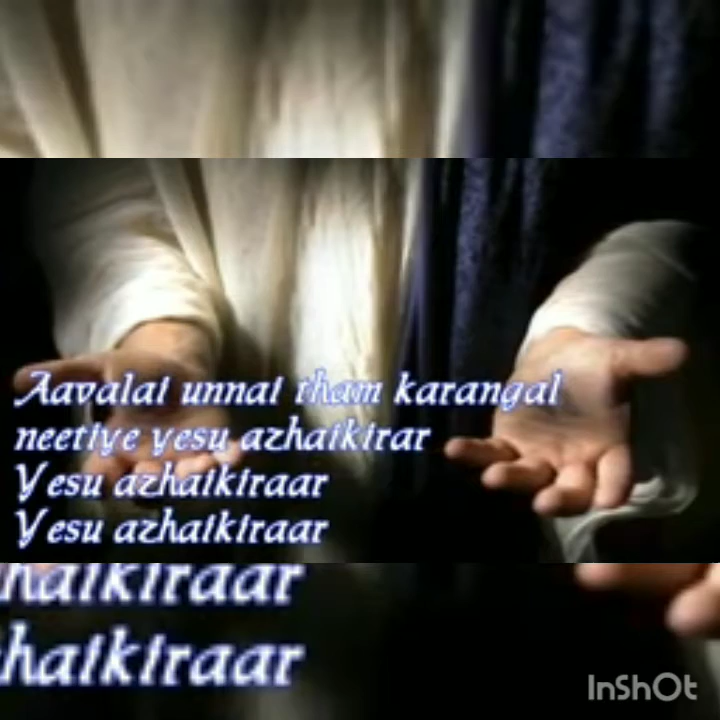 Aavalai unnai tham karangal
neetiye yesu azhaikirar
Yesu azhaikiraar
Yesu azhaikiraar
haikiraar
haikiraar
InShOt